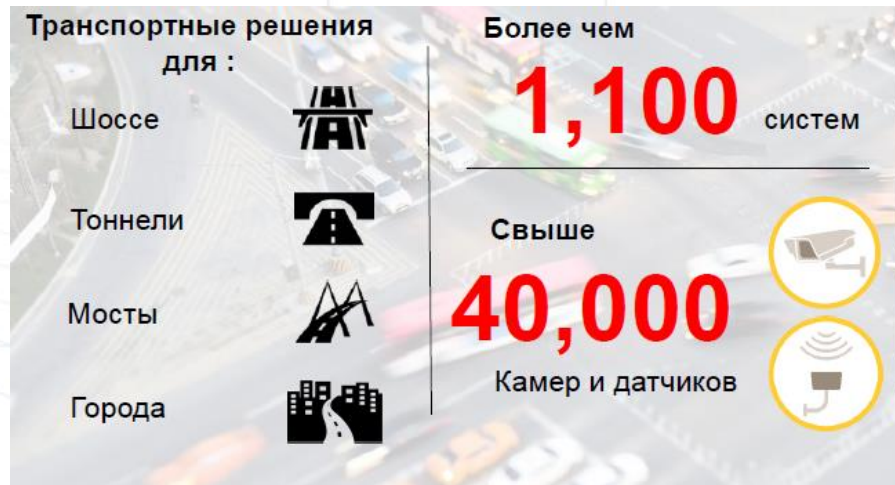 Транспортные решения
для :
Шоссе
Тоннели
Мосты
Города
Более чем
1,100 систем
Свыше
40,000
Камер и датчиков